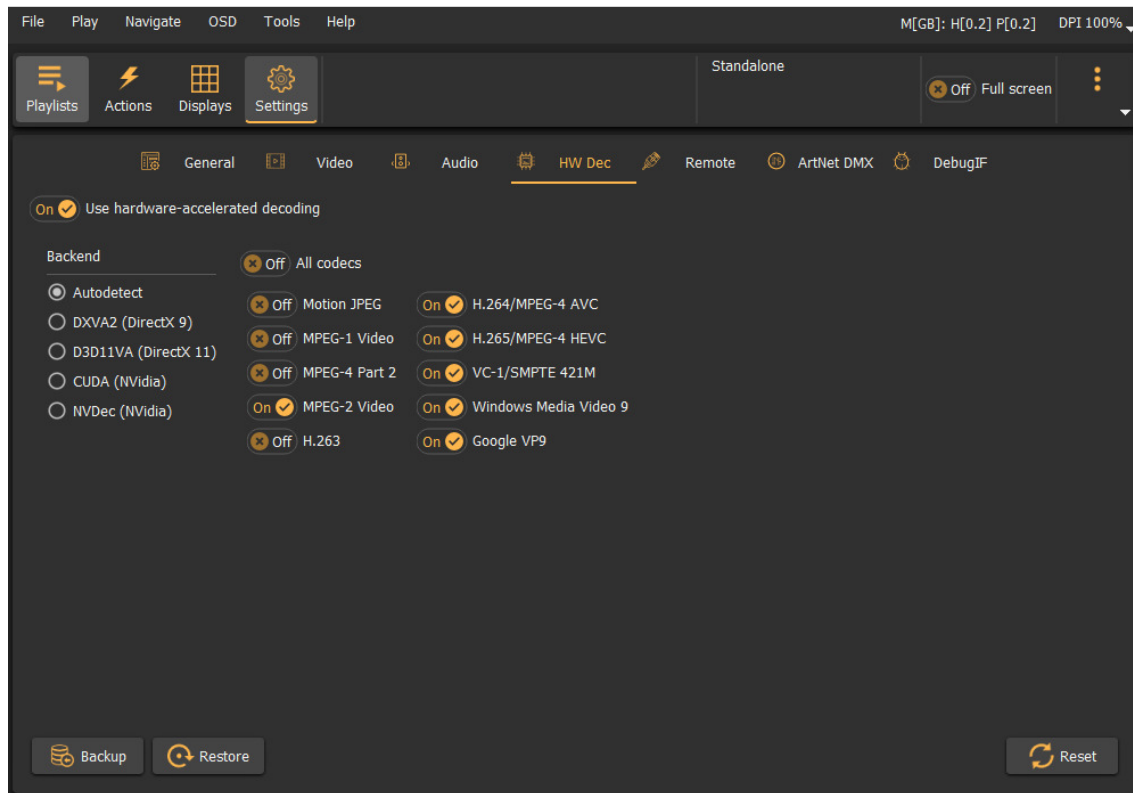 File Play Navigate OSD Tools Help M[GB]: H[0.2] P[0.2] DPI 100%
Standalone
Off Full screen
Playlists Actions Displays Settings
General Video Audio HW Dec Remote ArtNet DMX DebugIF
On Use hardware-accelerated decoding
Backend
Off All codecs
Autodetect
DXVA2 (DirectX 9)
D3D11VA (DirectX 11)
CUDA (NVidia)
NVDec (NVidia)
Off Motion JPEG On H.264/MPEG-4 AVC
Off MPEG-1 Video On H.265/MPEG-4 HEVC
Off MPEG-4 Part 2 On VC-1/SMPTE 421M
On MPEG-2 Video On Windows Media Video 9
Off H.263 On Google VP9
Backup Restore Reset